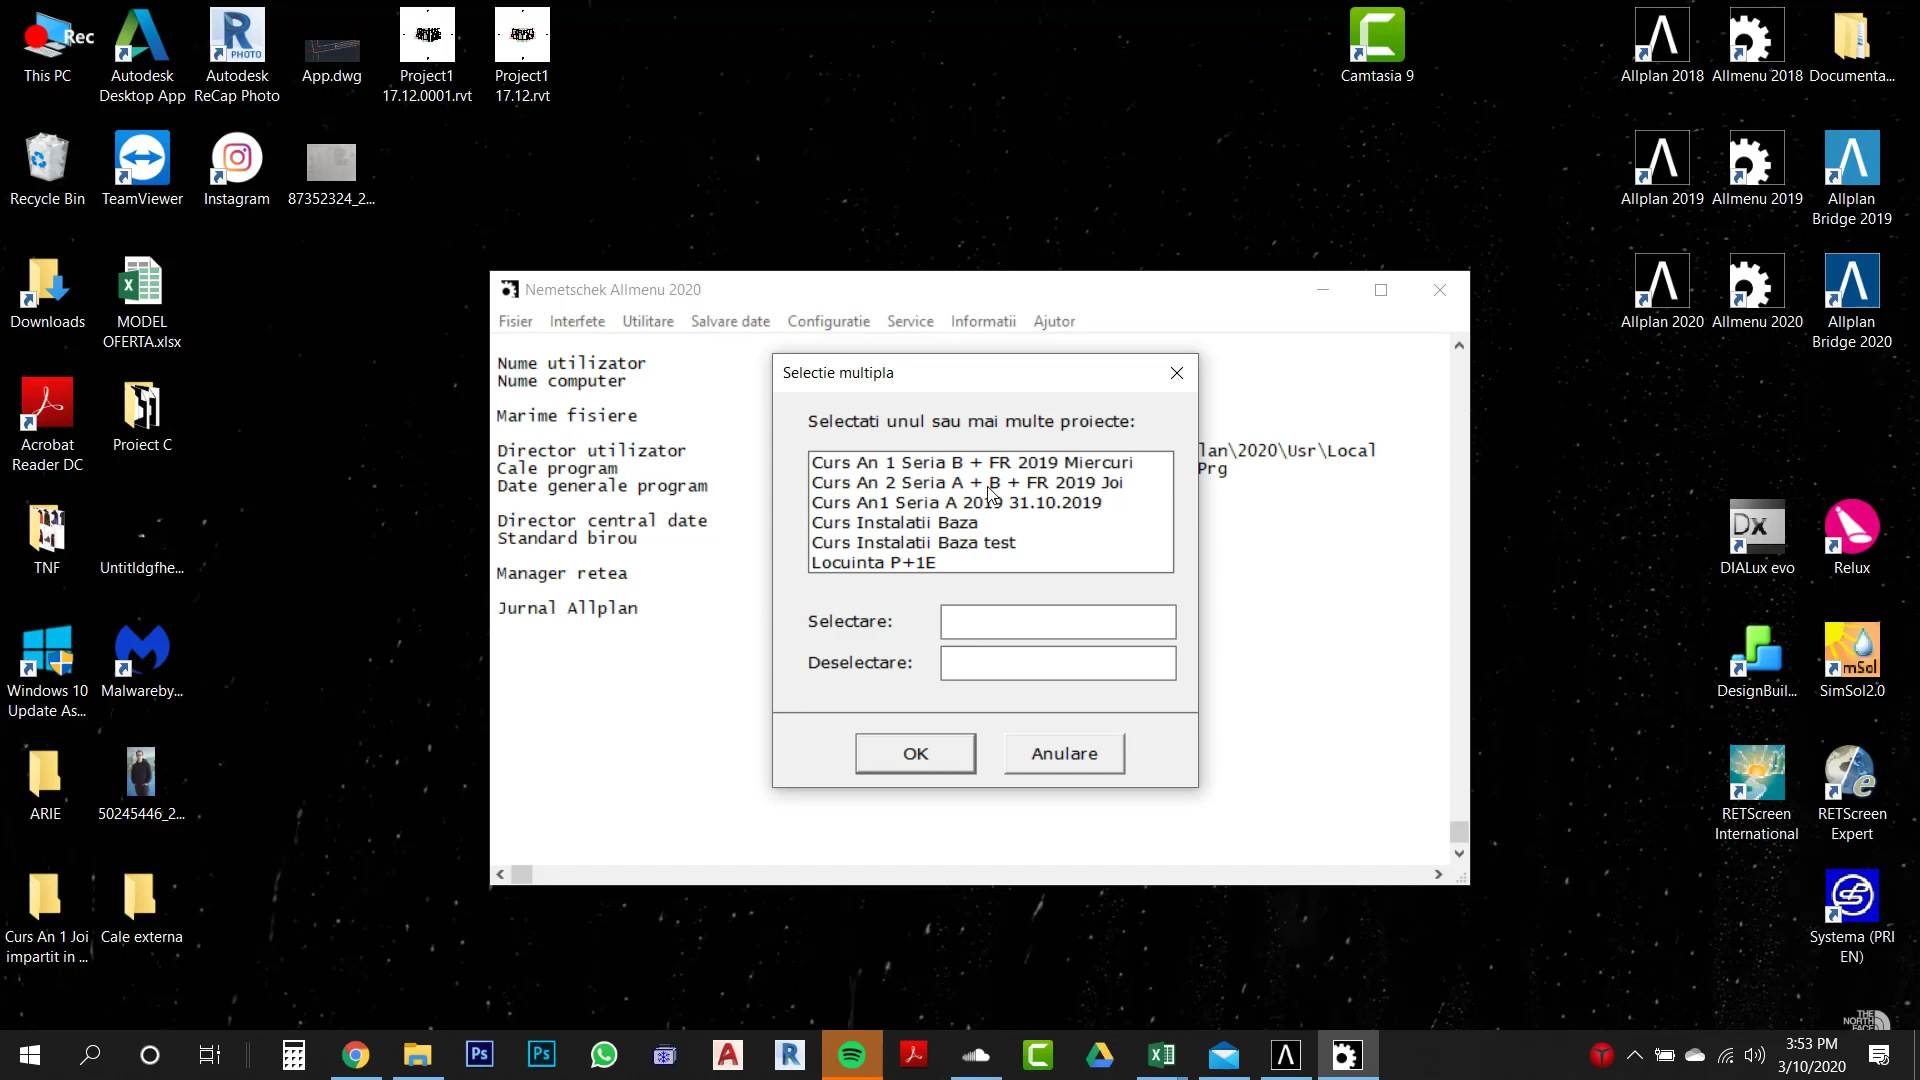 Rec
This PC
Autodesk
Desktop App
Autodesk
ReCap Photo
App.dwg
Project1
17.12.0001.rvt
Project1
17.12.rvt
Camtasia 9
Allplan 2018
Allmenu 2018
Documenta...
PHOTO
Recycle Bin
TeamViewer
Instagram
87352324_2...
Allplan 2019
Allmenu 2019
Allplan
Bridge 2019
Downloads
MODEL
OFERTA.xlsx
Allplan 2020
Allmenu 2020
Allplan
Bridge 2020
Acrobat
Reader DC
Proiect C
TNF
Untitldgfhe...
DIALux evo
Relux
Dx
Windows 10
Update As...
Malwareby...
DesignBuil...
SimSol2.0
mSol
ARIE
50245446_2...
RETScreen
International
RETScreen
Expert
Curs An 1 Joi
impartit in ...
Cale externa
Systema (PRI
EN)
Nemetschek Allmenu 2020
Fisier Interfete Utilitare Salvare date Configuratie Service Informatii Ajutor
Nume utilizator
Nume computer
Marime fisiere
Director utilizator
lan\2020\Usr\Local
Cale program
Prg
Date generale program
Director central date
Standard birou
Manager retea
Jurnal Allplan
Selectie multipla
Selectati unul sau mai multe proiecte:
Curs An 1 Seria B + FR 2019 Miercuri
Curs An 2 Seria A + B + FR 2019 Joi
Curs An1 Seria A 2019 31.10.2019
Curs Instalatii Baza
Curs Instalatii Baza test
Locuinta P+1E
Selectare:
Deselectare:
OK
Anulare
THE
NORTH
FACE
Ps
Ps
3:53 PM
3/10/2020